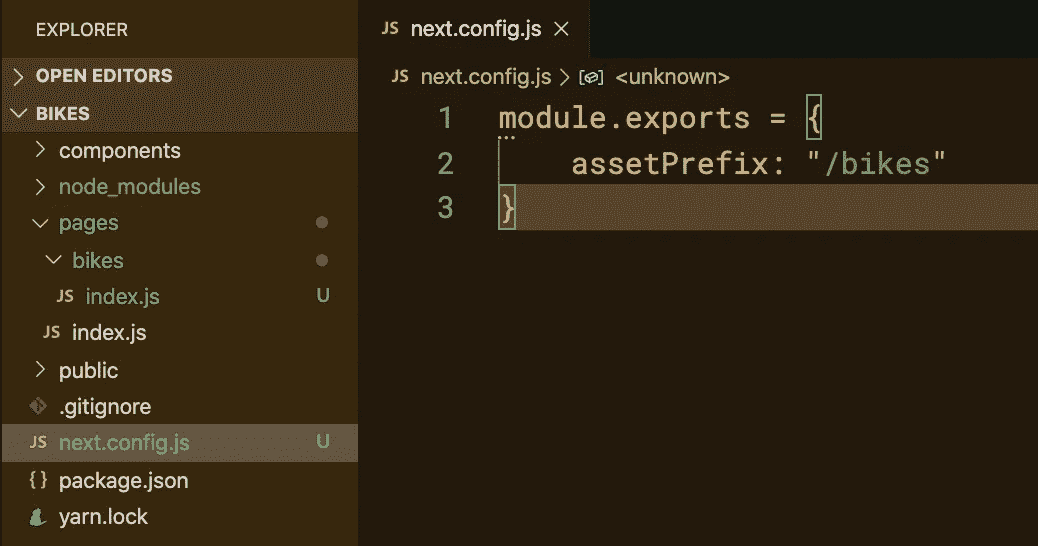 EXPLORER
OPEN EDITORS
BIKES
components
node_modules
pages
bikes
JS index.js U
JS index.js
public
.gitignore
JS next.config.js U
{} package.json
yarn.lock
JS next.config.js ×
JS next.config.js > <unknown>
1 module.exports = {
2 assetPrefix: "/bikes"
3 }